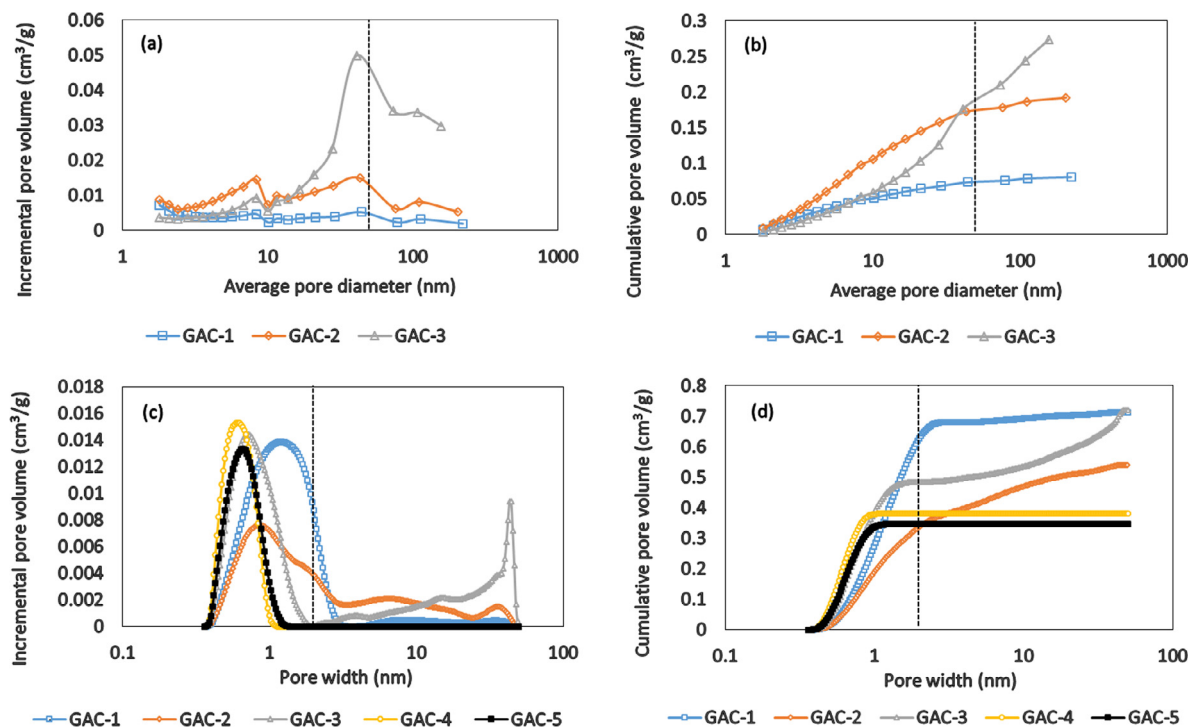 (a)
Incremental pore volume (cm³/g)
0.06
0.05
0.04
0.03
0.02
0.01
0
1 10 100 1000
Average pore diameter (nm)
GAC-1 GAC-2 GAC-3
(b)
Cumulative pore volume (cm³/g)
0.3
0.25
0.2
0.15
0.1
0.05
0
1 10 100 1000
Average pore diameter (nm)
GAC-1 GAC-2 GAC-3
(c)
Incremental pore volume (cm³/g)
0.018
0.016
0.014
0.012
0.01
0.008
0.006
0.004
0.002
0
0.1 1 10 100
Pore width (nm)
GAC-1 GAC-2 GAC-3 GAC-4 GAC-5
(d)
Cumulative pore volume (cm³/g)
0.8
0.7
0.6
0.5
0.4
0.3
0.2
0.1
0
0.1 1 10 100
Pore width (nm)
GAC-1 GAC-2 GAC-3 GAC-4 GAC-5